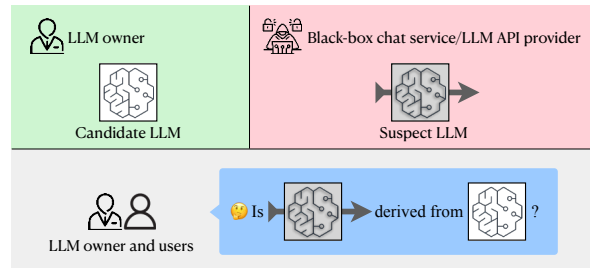 LLM owner
Black-box chat service/LLM API provider
Candidate LLM
Suspect LLM
Is derived from ?
LLM owner and users